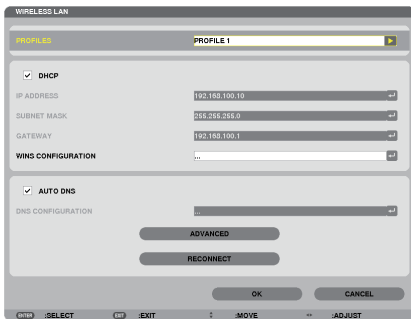 WIRELESS LAN
PROFILES PROFILE 1
DHCP
IP ADDRESS 192.168.100.10
SUBNET MASK 255.255.255.0
GATEWAY 192.168.100.1
WINS CONFIGURATION ...
AUTO DNS
DNS CONFIGURATION ...
ADVANCED
RECONNECT
OK CANCEL
ENTER :SELECT EXIT :EXIT :MOVE :ADJUST